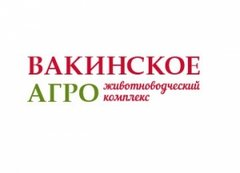 ВАКИНСКОЕ
АГРО животноводческий
комплекс